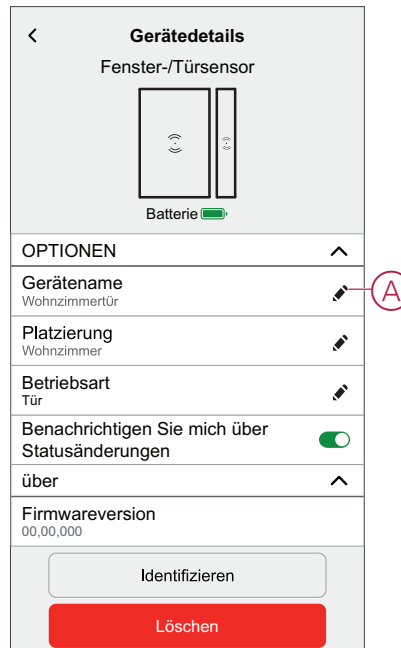 Gerätedetails
Fenster-/Türsensor
Batterie
OPTIONEN
Gerätename
Wohnzimmertür
A
Platzierung
Wohnzimmer
Betriebsart
Tür
Benachrichtigen Sie mich über
Statusänderungen
über
Firmwareversion
00,00,000
Identifizieren
Löschen